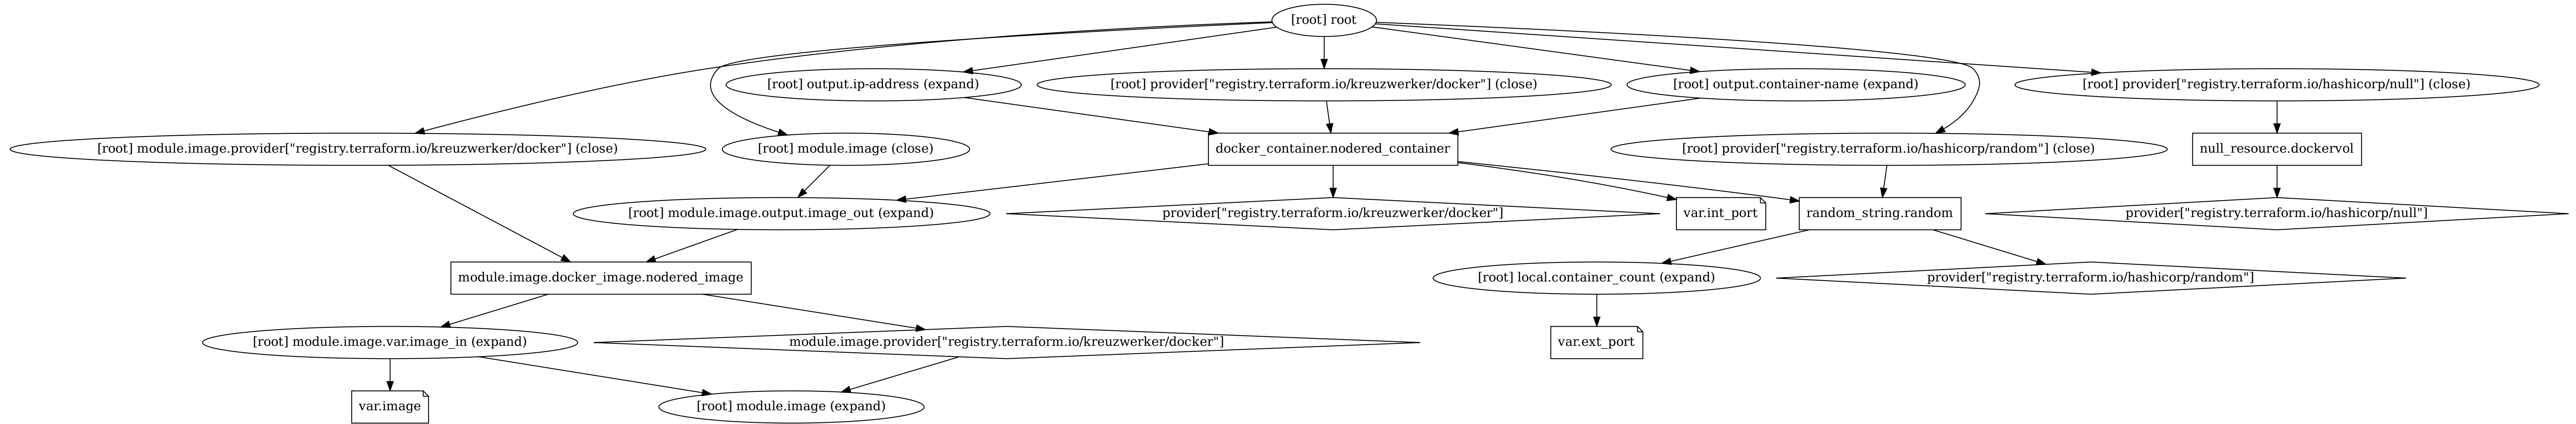 [root] root
[root] output.ip-address (expand)
[root] provider["registry.terraform.io/kreuzwerker/docker"] (close)
[root] output.container-name (expand)
[root] provider["registry.terraform.io/hashicorp/null"] (close)
[root] module.image.provider["registry.terraform.io/kreuzwerker/docker"] (close)
[root] module.image (close)
docker_container.nodered_container
[root] provider["registry.terraform.io/hashicorp/random"] (close)
null_resource.dockervol
[root] module.image.output.image_out (expand)
provider["registry.terraform.io/kreuzwerker/docker"]
var.int_port
random_string.random
provider["registry.terraform.io/hashicorp/null"]
module.image.docker_image.nodered_image
[root] local.container_count (expand)
provider["registry.terraform.io/hashicorp/random"]
[root] module.image.var.image_in (expand)
module.image.provider["registry.terraform.io/kreuzwerker/docker"]
var.ext_port
var.image
[root] module.image (expand)